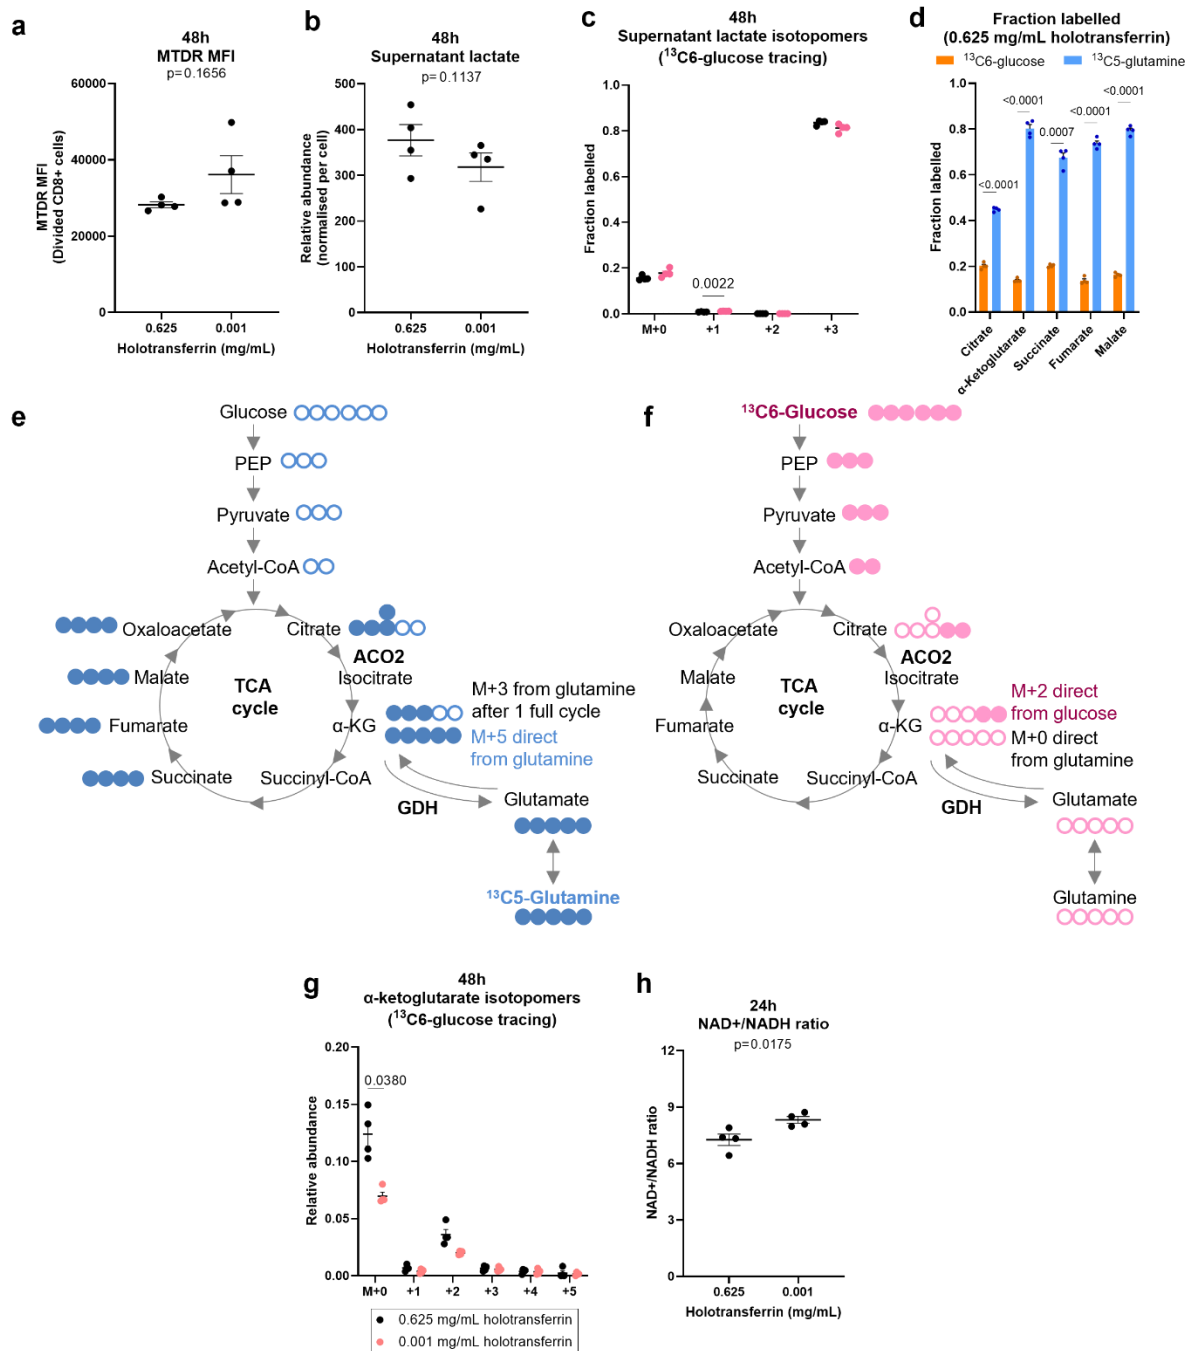 a
48h
MTDR MFI
p=0.1656
60000
40000
20000
0
MTDR MFI
(Divided CD8+ cells)
0.625
0.001
Holotransferrin (mg/mL)
b
48h
Supernatant lactate
p=0.1137
500
400
300
200
100
0
Relative abundance
(normalised per cell)
0.625
0.001
Holotransferrin (mg/mL)
c
48h
Supernatant lactate isotopomers
(¹³C6-glucose tracing)
1.0
0.8
0.6
0.4
0.2
0.0
Fraction labelled
0.0022
M+0
+1
+2
+3
d
Fraction labelled
(0.625 mg/mL holotransferrin)
¹³C6-glucose
¹³C5-glutamine
1.0
0.8
0.6
0.4
0.2
0.0
Fraction labelled
<0.0001
<0.0001
0.0007
<0.0001
<0.0001
Citrate
α-Ketoglutarate
Succinate
Fumarate
Malate
e
Glucose
PEP
Pyruvate
Acetyl-CoA
Oxaloacetate
Citrate
ACO2
Isocitrate
Malate
TCA
cycle
M+3 from glutamine
after 1 full cycle
Fumarate
α-KG
M+5 direct
from glutamine
Succinate
Succinyl-CoA
GDH
Glutamate
¹³C5-Glutamine
f
¹³C6-Glucose
PEP
Pyruvate
Acetyl-CoA
Oxaloacetate
Citrate
ACO2
Isocitrate
Malate
TCA
cycle
M+2 direct
from glucose
Fumarate
α-KG
M+0 direct
from glutamine
Succinate
Succinyl-CoA
GDH
Glutamate
Glutamine
g
48h
α-ketoglutarate isotopomers
(¹³C6-glucose tracing)
0.20
0.15
0.10
0.05
0.00
Relative abundance
0.0380
M+0
+1
+2
+3
+4
+5
0.625 mg/mL holotransferrin
0.001 mg/mL holotransferrin
h
24h
NAD+/NADH ratio
p=0.0175
12
9
6
3
0
NAD+/NADH ratio
0.625
0.001
Holotransferrin (mg/mL)